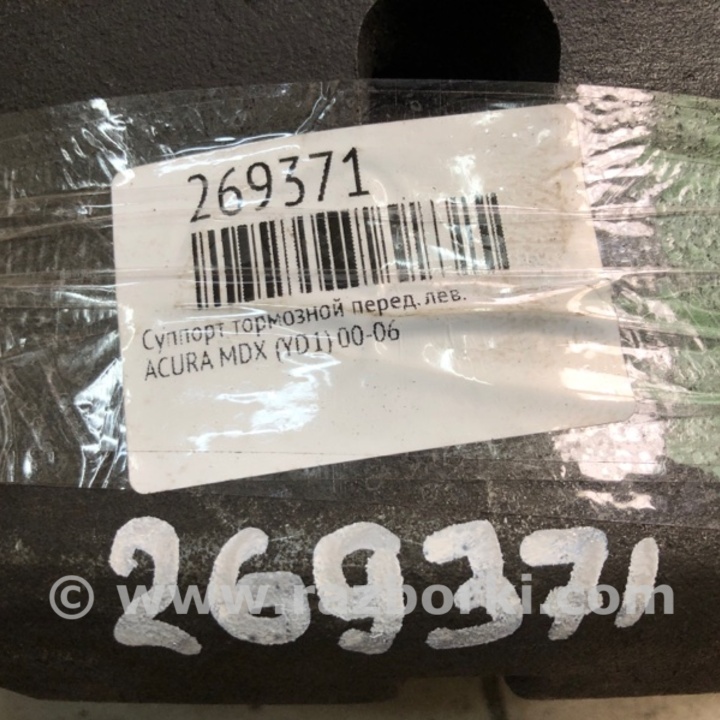 269371
Суппорт тормозной перед. лев.
ACURA MDX (YD1) 00-06
269371
© www.razborki.com